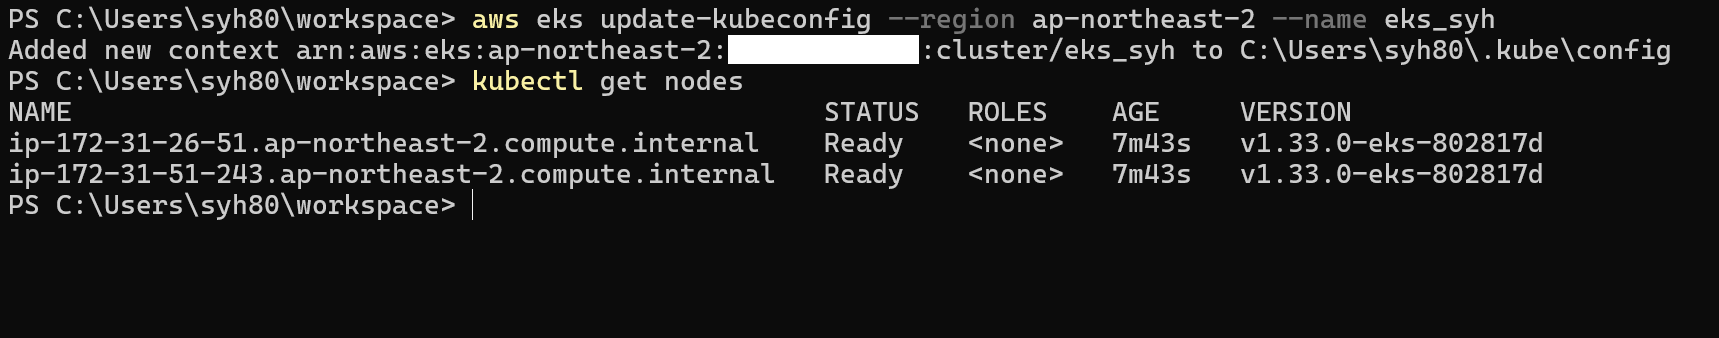 PS C:\Users\syh80\workspace> aws eks update-kubeconfig --region ap-northeast-2 --name eks_syh
Added new context arn:aws:eks:ap-northeast-2:            :cluster/eks_syh to C:\Users\syh80\.kube\config
PS C:\Users\syh80\workspace> kubectl get nodes
NAME                                               STATUS   ROLES    AGE     VERSION
ip-172-31-26-51.ap-northeast-2.compute.internal    Ready    <none>   7m43s   v1.33.0-eks-802817d
ip-172-31-51-243.ap-northeast-2.compute.internal   Ready    <none>   7m43s   v1.33.0-eks-802817d
PS C:\Users\syh80\workspace>